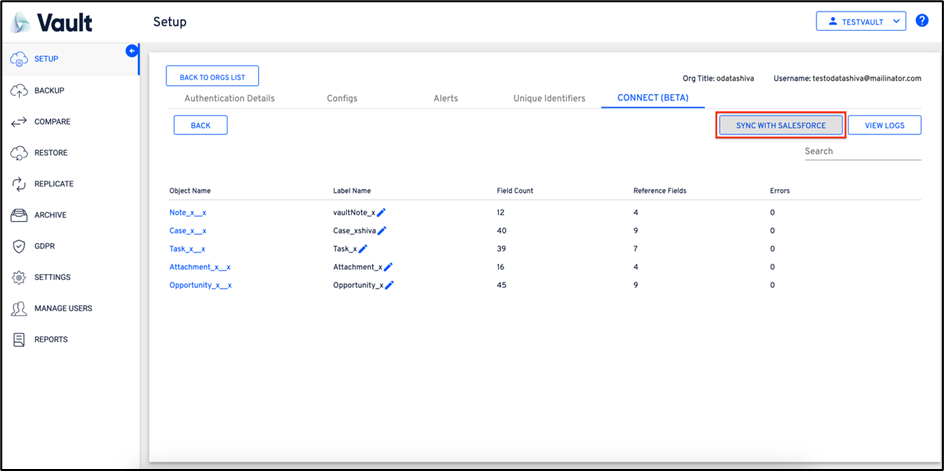 Vault
Setup
TESTVAULT
?
SETUP
BACKUP
COMPARE
RESTORE
REPLICATE
ARCHIVE
GDPR
SETTINGS
MANAGE USERS
REPORTS
BACK TO ORGS LIST
Org Title: odatashiva Username: testodatashiva@mailinator.com
Authentication Details Configs Alerts Unique Identifiers CONNECT (BETA)
BACK SYNC WITH SALESFORCE VIEW LOGS
Search
Object Name Label Name Field Count Reference Fields Errors
Note_x__x vaultNote_x 12 4 0
Case_x__x Case_xshiva 40 9 0
Task_x__x Task_x 39 7 0
Attachment_x__x Attachment_x 16 4 0
Opportunity_x__x Opportunity_x 45 9 0